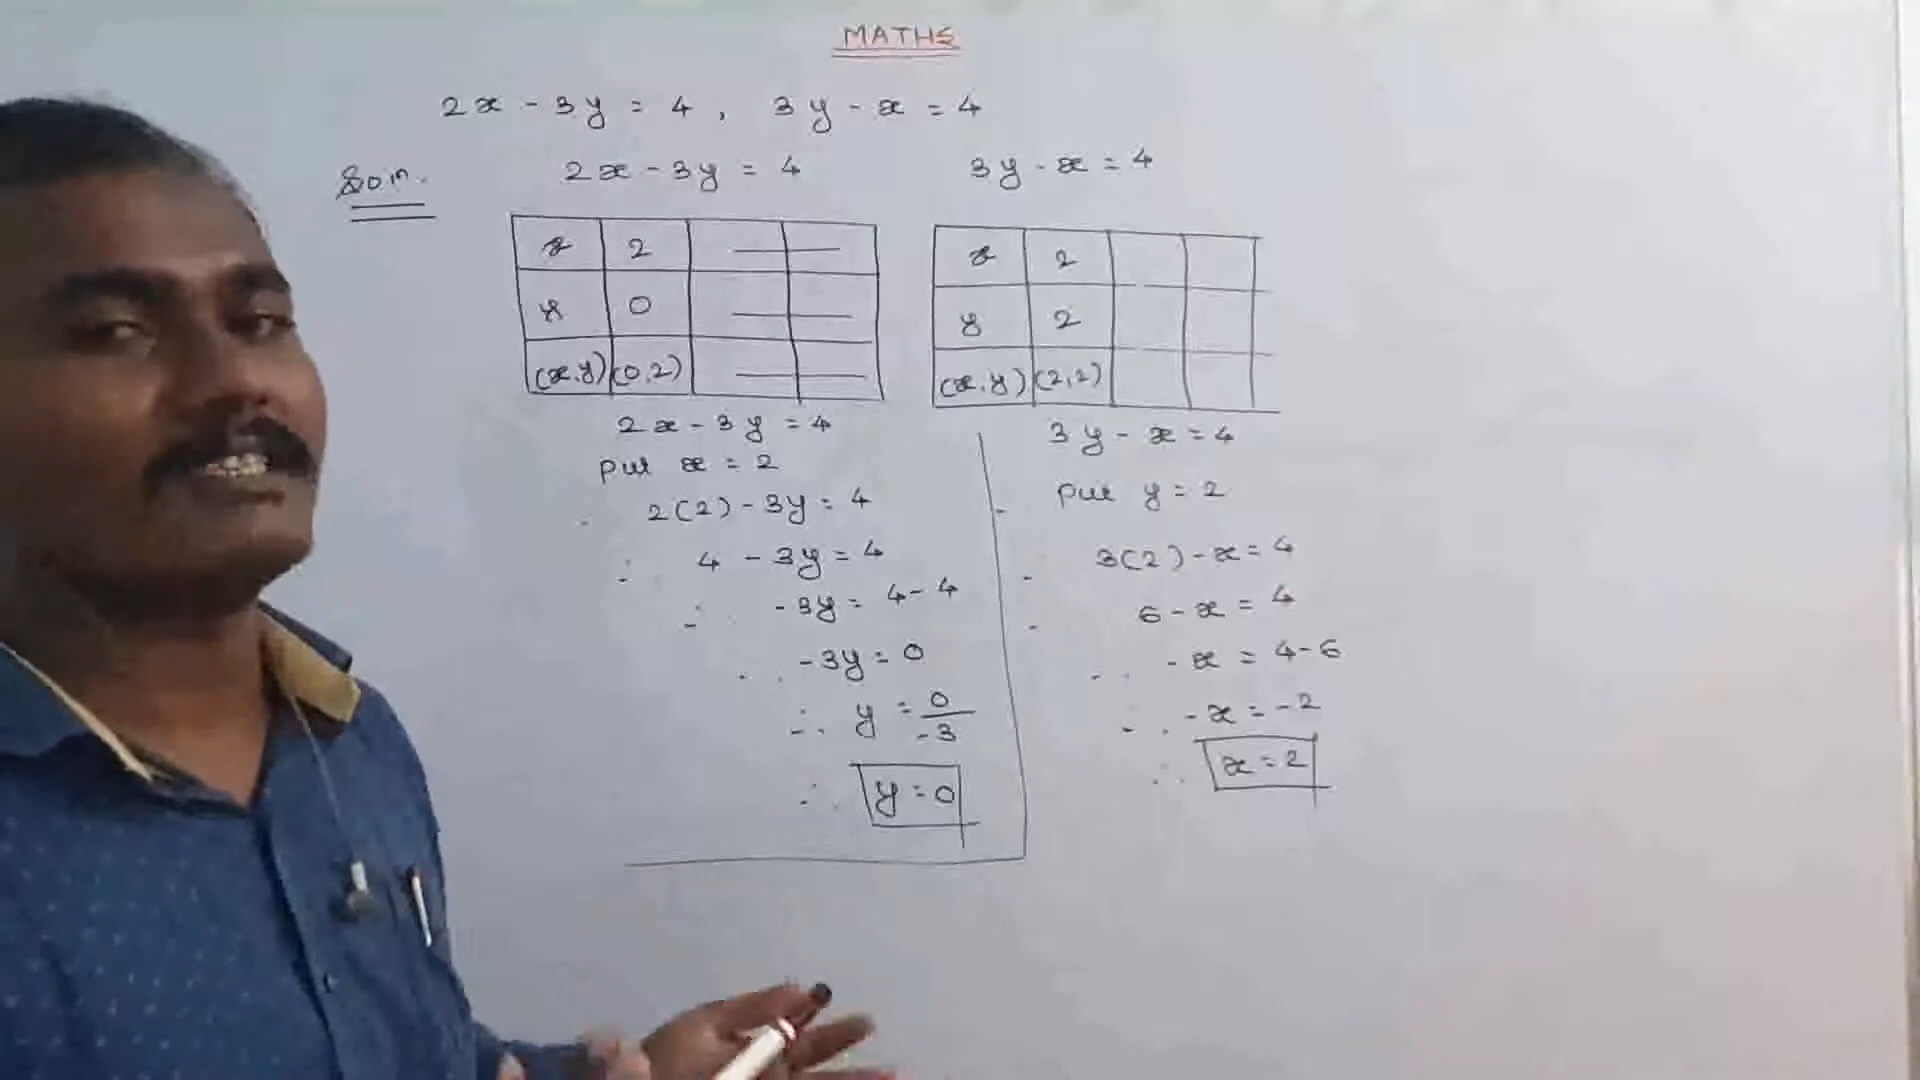 MATHS
2x - 3y = 4 , 3y - x = 4
Soln.
2x - 3y = 4
x 2
y 0
(x,y) (0,2)
2x - 3y = 4
put x = 2
2(2) - 3y = 4
∴ 4 - 3y = 4
∴ -3y = 4 - 4
∴ -3y = 0
∴ y = 0/-3
∴ y = 0
3y - x = 4
x 2
y 2
(x,y) (2,2)
3y - x = 4
put y = 2
3(2) - x = 4
6 - x = 4
∴ -x = 4-6
∴ -x = -2
∴ x = 2